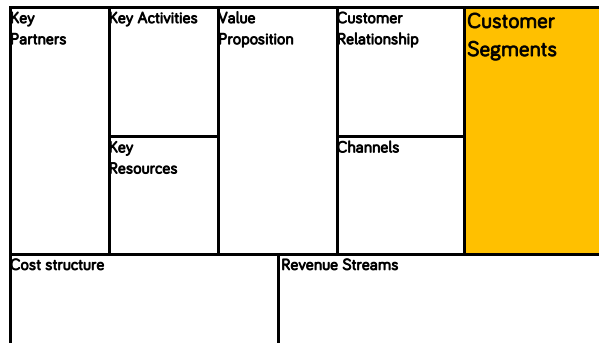 Key
Partners
Key Activities
Key
Resources
Value
Proposition
Customer
Relationship
Channels
Customer
Segments
Cost structure
Revenue Streams